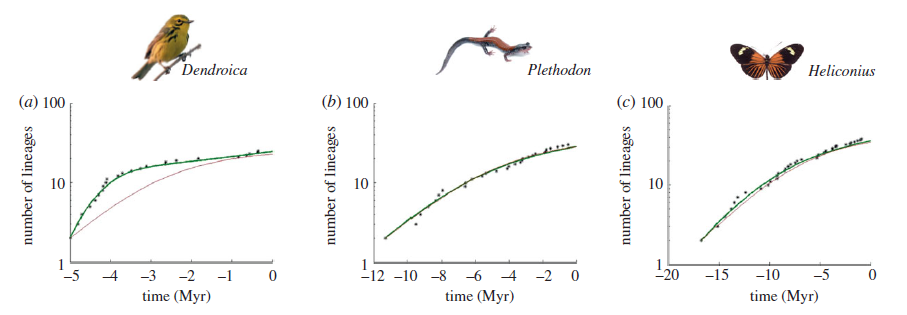 Dendroica
Plethodon
Heliconius
(a) 100
10
1
number of lineages
–5 –4 –3 –2 –1 0
time (Myr)
(b) 100
10
1
number of lineages
–12 –10 –8 –6 –4 –2 0
time (Myr)
(c) 100
10
1
number of lineages
–20 –15 –10 –5 0
time (Myr)